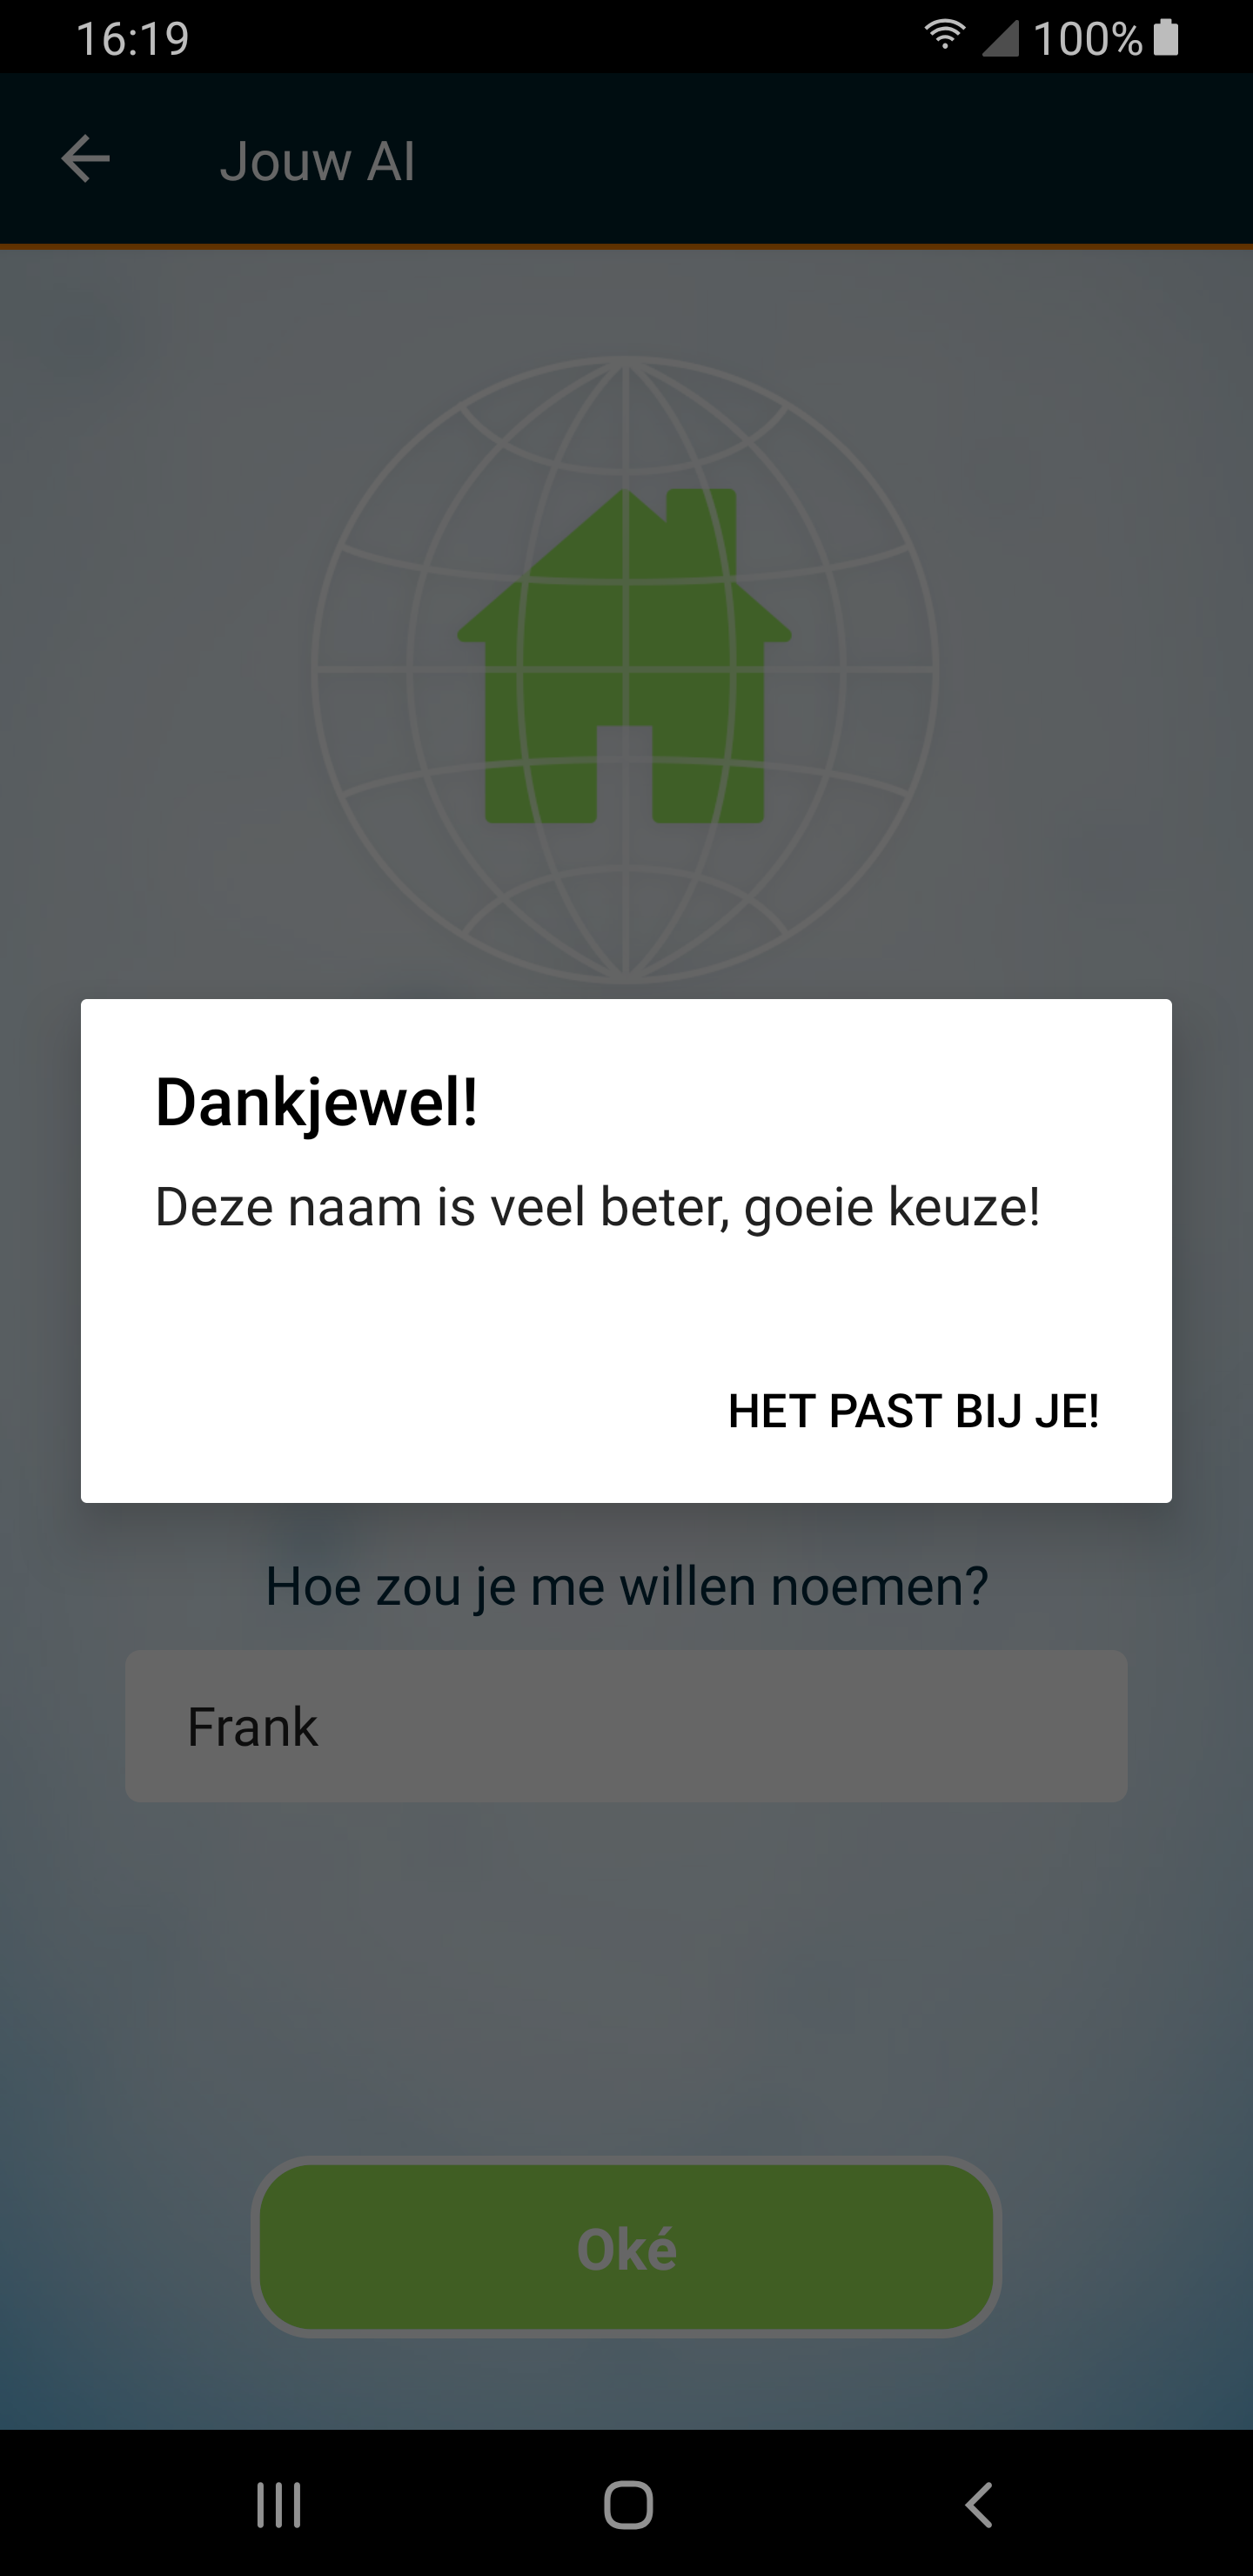 16:19
100%
Jouw AI
Dankjewel!
Deze naam is veel beter, goeie keuze!
HET PAST BIJ JE!
Hoe zou je me willen noemen?
Frank
Oké